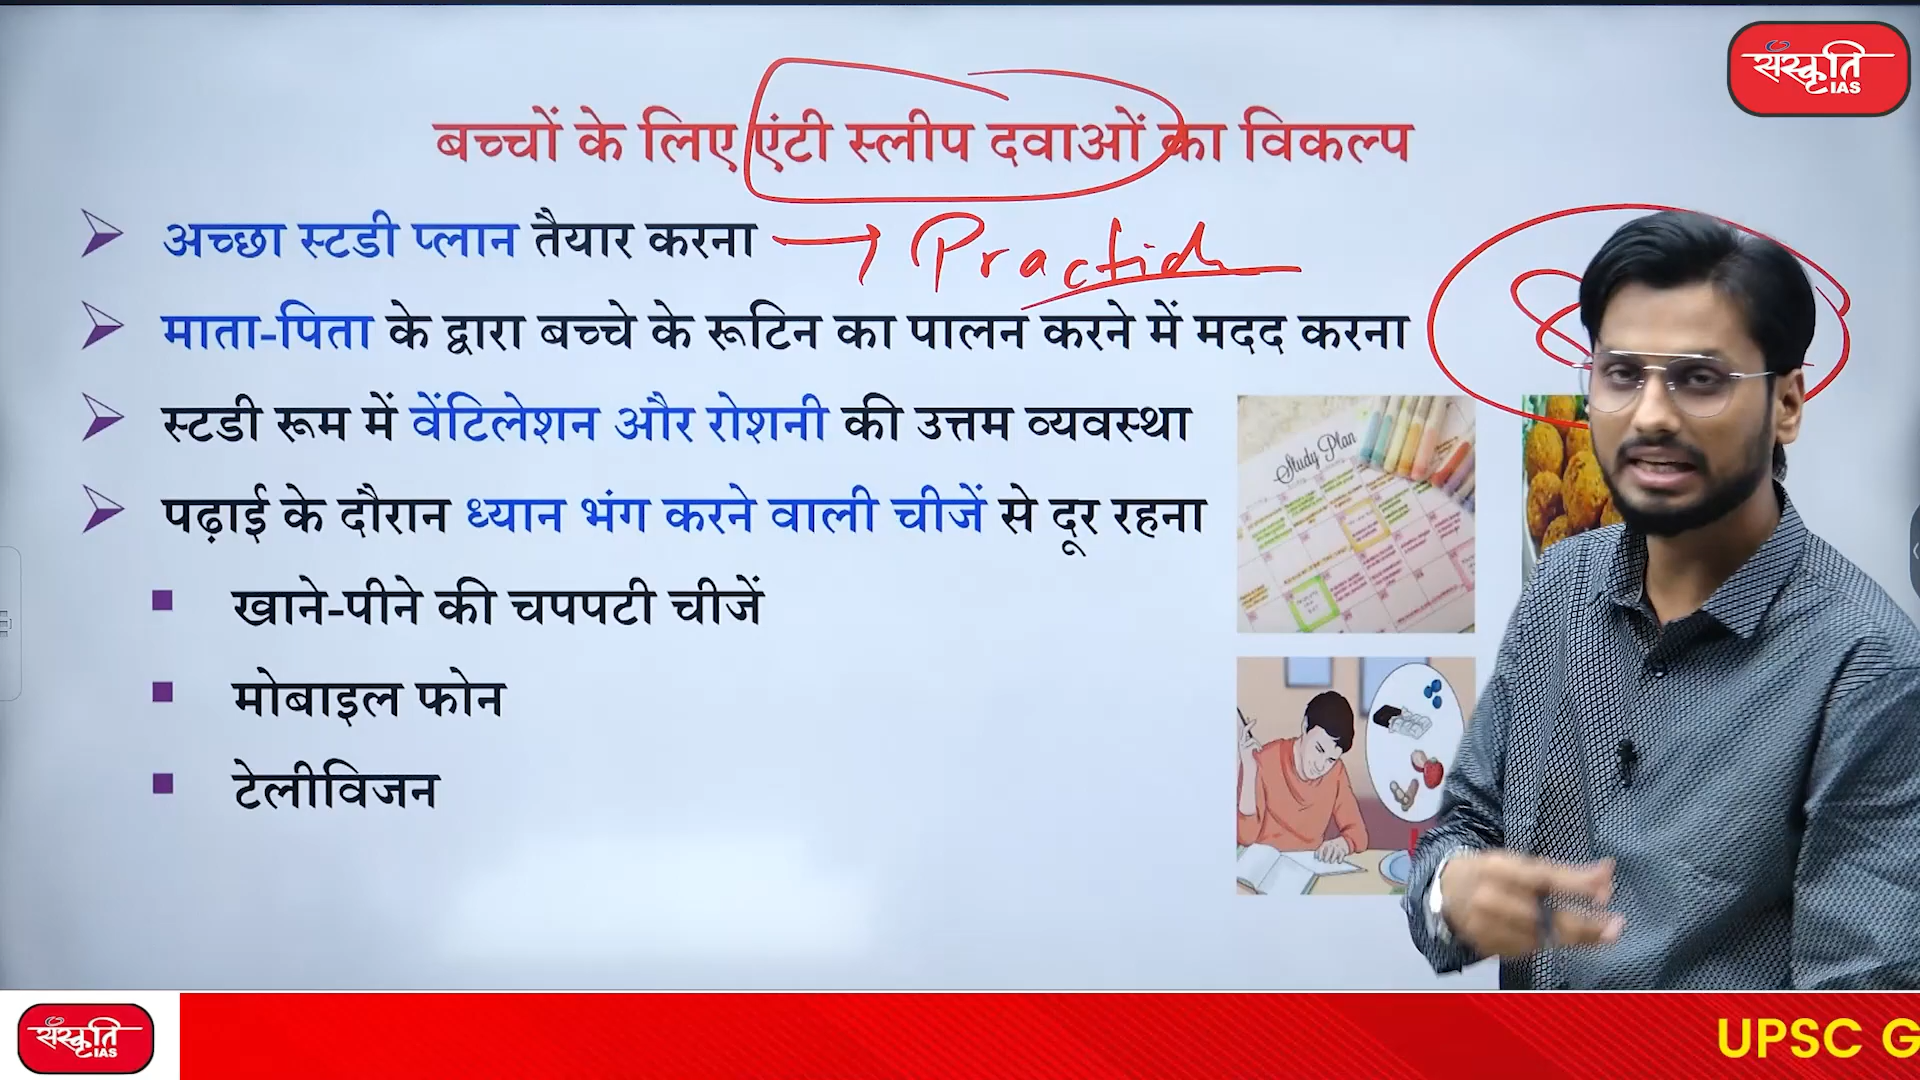 संस्कृति
IAS
बच्चों के लिए एंटी स्लीप दवाओं का विकल्प
अच्छा स्टडी प्लान तैयार करना
माता-पिता के द्वारा बच्चे के रूटिन का पालन करने में मदद करना
स्टडी रूम में वेंटिलेशन और रोशनी की उत्तम व्यवस्था
पढ़ाई के दौरान ध्यान भंग करने वाली चीजें से दूर रहना
खाने-पीने की चपपटी चीजें
मोबाइल फोन
टेलीविजन
Study Plan
संस्कृति
IAS
UPSC G